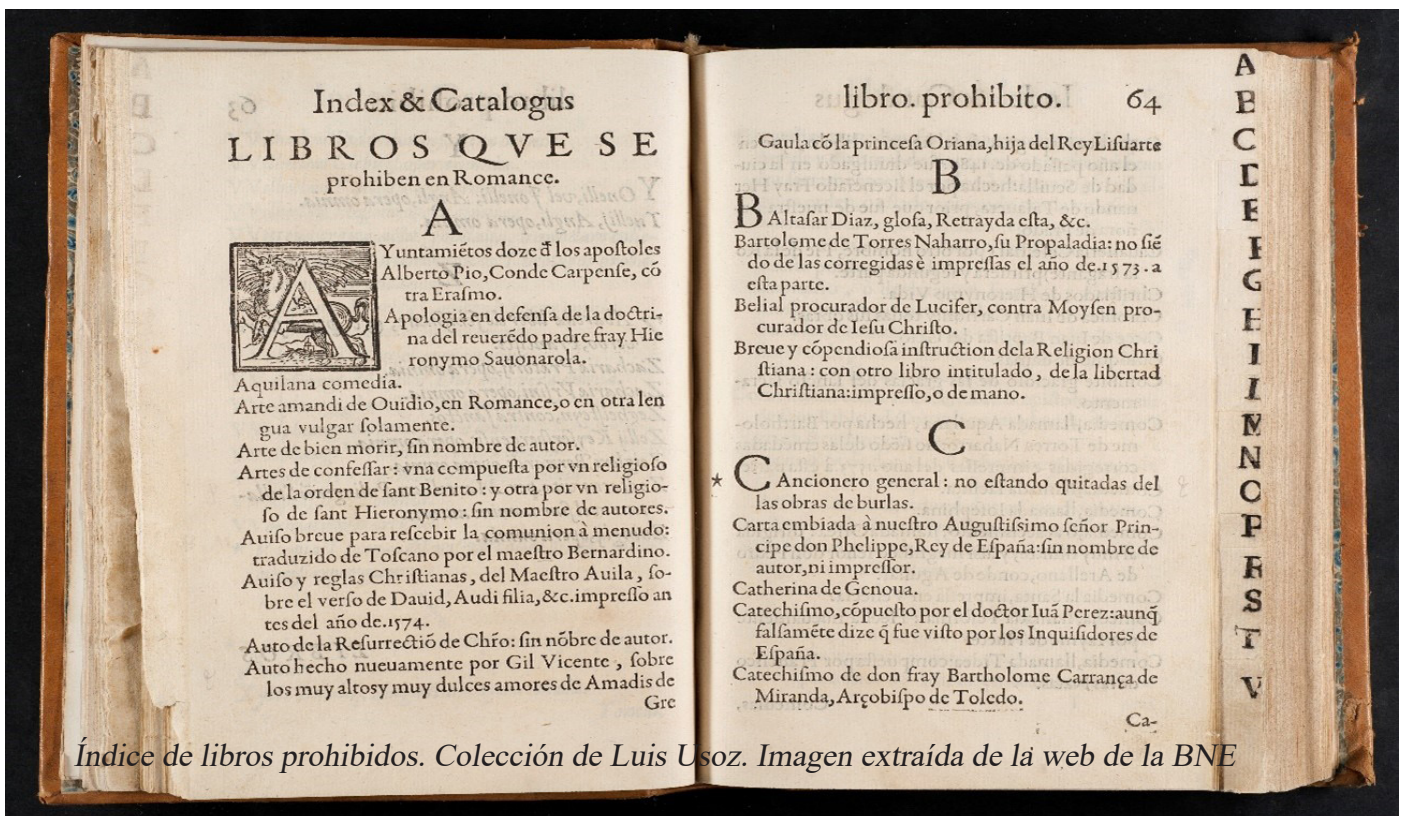 Index & Catalogus
LIBROS QVE SE
prohiben en Romance.
A
AYuntamiẽtos doze đ los apoſtoles
Alberto Pio, Conde Carpenſe, cõ
tra Eraſmo.
Apologia en defenſa de la doctri-
na del reuerẽdo padre fray Hie
ronymo Sauonarola.
Aquilana comedia.
Arte amandi de Ouidio, en Romance, o en otra len
gua vulgar ſolamente.
Arte de bien morir, ſin nombre de autor.
Artes de confeſſar: vna compueſta por vn religioſo
de la orden de ſant Benito: y otra por vn religio-
ſo de ſant Hieronymo: ſin nombre de autores.
Auiſo breue para reſcebir la comunion à menudo:
traduzido de Toſcano por el maeſtro Bernardino.
Auiſo y reglas Chriſtianas, del Maeſtro Auila, ſo-
bre el verſo de Dauid, Audi filia, &c. impreſſo an
tes del año de.1574.
Auto de la Reſurrectiõ de Chr̃o: ſin nõbre de autor.
Auto hecho nueuamente por Gil Vicente, ſobre
los muy altos y muy dulces amores de Amadis de
Gre
libro. prohibito. 64
Gaula cõ la princeſa Oriana, hija del Rey Liſuarte
B
BAltaſar Diaz, gloſa, Retrayda eſta, &c.
Bartolome de Torres Naharro, ſu Propaladia: no ſiẽ
do de las corregidas è impreſſas el año de.1573. a
eſta parte.
Belial procurador de Lucifer, contra Moyſen pro-
curador de Ieſu Chriſto.
Breue y cõpendioſa inſtruction dela Religion Chri
ſtiana: con otro libro intitulado, de la libertad
Chriſtiana: impreſſo, o de mano.
C
* CAncionero general: no eſtando quitadas del
las obras de burlas.
Carta embiada à nueſtro Auguſtiſsimo ſeñor Prin-
cipe don Phelippe, Rey de Eſpaña: ſin nombre de
autor, ni impreſſor.
Catherina de Genoua.
Catechiſmo, cõpueſto por el doctor Iuã Perez: aunq̃
falſamẽte dize q̃ fue viſto por los Inquiſidores de
Eſpaña.
Catechiſmo de don fray Bartholome Carrança de
Miranda, Arçobiſpo de Toledo.
Ca-
A
B
C
D
E
F
G
H
I
L
M
N
O
P
R
S
T
V
Índice de libros prohibidos. Colección de Luis Usoz. Imagen extraída de la web de la BNE